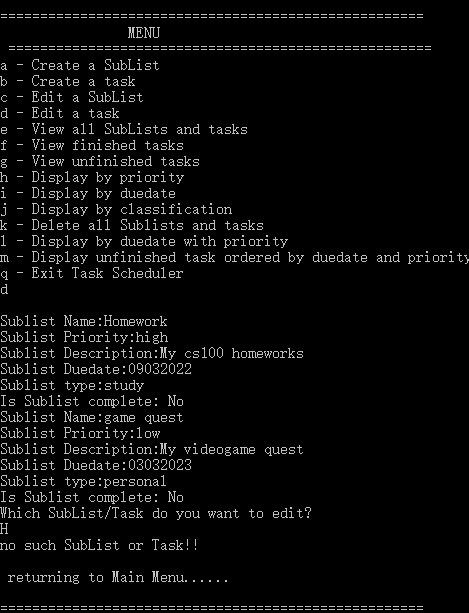 =====================================================
MENU
=====================================================
a - Create a SubList
b - Create a task
c - Edit a SubList
d - Edit a task
e - View all SubLists and tasks
f - View finished tasks
g - View unfinished tasks
h - Display by priority
i - Display by duedate
j - Display by classification
k - Delete all Sublists and tasks
l - Display by duedate with priority
m - Display unfinished task ordered by duedate and priority
q - Exit Task Scheduler
d
Sublist Name:Homework
Sublist Priority:high
Sublist Description:My cs100 homeworks
Sublist Duedate:09032022
Sublist type:study
Is Sublist complete: No
Sublist Name:game quest
Sublist Priority:low
Sublist Description:My videogame quest
Sublist Duedate:03032023
Sublist type:personal
Is Sublist complete: No
Which SubList/Task do you want to edit?
H
no such SubList or Task!!
returning to Main Menu......
=====================================================